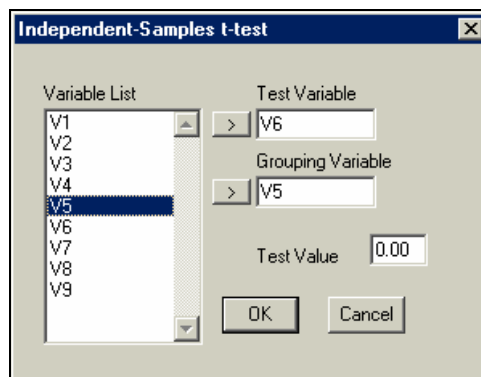 Independent-Samples t-test
Variable List
V1
V2
V3
V4
V5
V6
V7
V8
V9
Test Variable
> V6
Grouping Variable
> V5
Test Value 0.00
OK Cancel